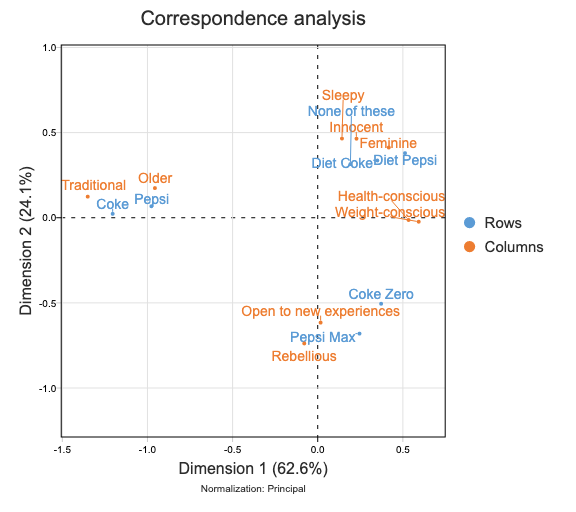 Correspondence analysis
1.0
Sleepy
None of these
0.5
Innocent
Feminine
Diet Coke Diet Pepsi
Older
Traditional
Health-conscious
Pepsi
Coke
Weight-conscious
0.0
Rows
Columns
Dimension 2 (24.1%)
Coke Zero
-0.5
Open to new experiences
Pepsi Max
Rebellious
-1.0
-1.5 -1.0 -0.5 0.0 0.5
Dimension 1 (62.6%)
Normalization: Principal